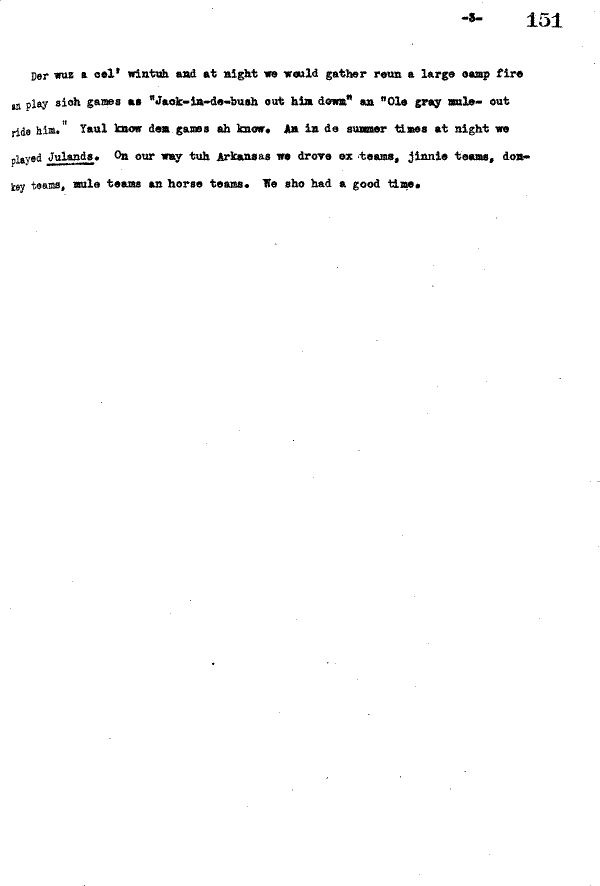 -3- 151
Der wuz a col' wintuh and at night we would gather roun a large camp fire
an play sich games as "Jack-in-de-bush cut him down" an "Ole gray mule- out
ride him." Yaul know dem games ah know. An in de summer times at night we
played Julands. On our way tuh Arkansas we drove ox teams, jinnie teams, don-
key teams, mule teams an horse teams. We sho had a good time.